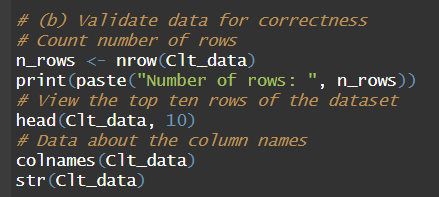 # (b) Validate data for correctness
# Count number of rows
n_rows <- nrow(Clt_data)
print(paste("Number of rows: ", n_rows))
# View the top ten rows of the dataset
head(Clt_data, 10)
# Data about the column names
colnames(Clt_data)
str(Clt_data)